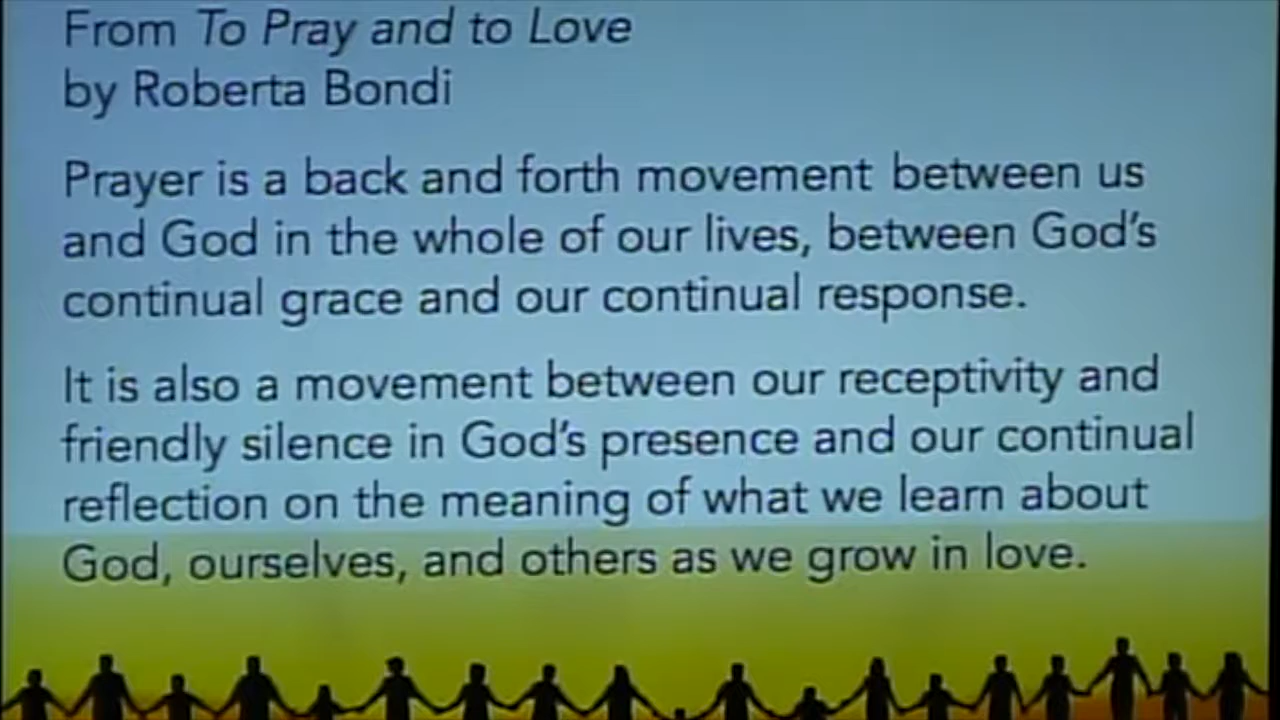 From To Pray and to Love
by Roberta Bondi
Prayer is a back and forth movement between us
and God in the whole of our lives, between God's
continual grace and our continual response.
It is also a movement between our receptivity and
friendly silence in God's presence and our continual
reflection on the meaning of what we learn about
God, ourselves, and others as we grow in love.